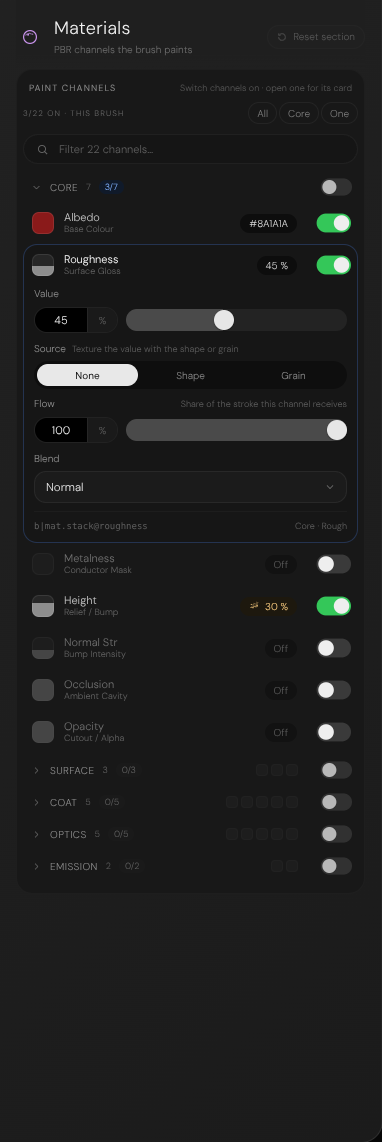 Materials
PBR channels the brush paints
Reset section
PAINT CHANNELS
Switch channels on · open one for its card
3/22 ON · THIS BRUSH
All
Core
One
Filter 22 channels…
CORE 7 3/7
Albedo
Base Colour
#8A1A1A
Roughness
Surface Gloss
45 %
Value
45 %
Source Texture the value with the shape or grain
None
Shape
Grain
Flow
Share of the stroke this channel receives
100 %
Blend
Normal
b|mat.stack@roughness
Core · Rough
Metalness
Conductor Mask
Off
Height
Relief / Bump
30 %
Normal Str
Bump Intensity
Off
Occlusion
Ambient Cavity
Off
Opacity
Cutout / Alpha
Off
SURFACE 3 0/3
COAT 5 0/5
OPTICS 5 0/5
EMISSION 2 0/2